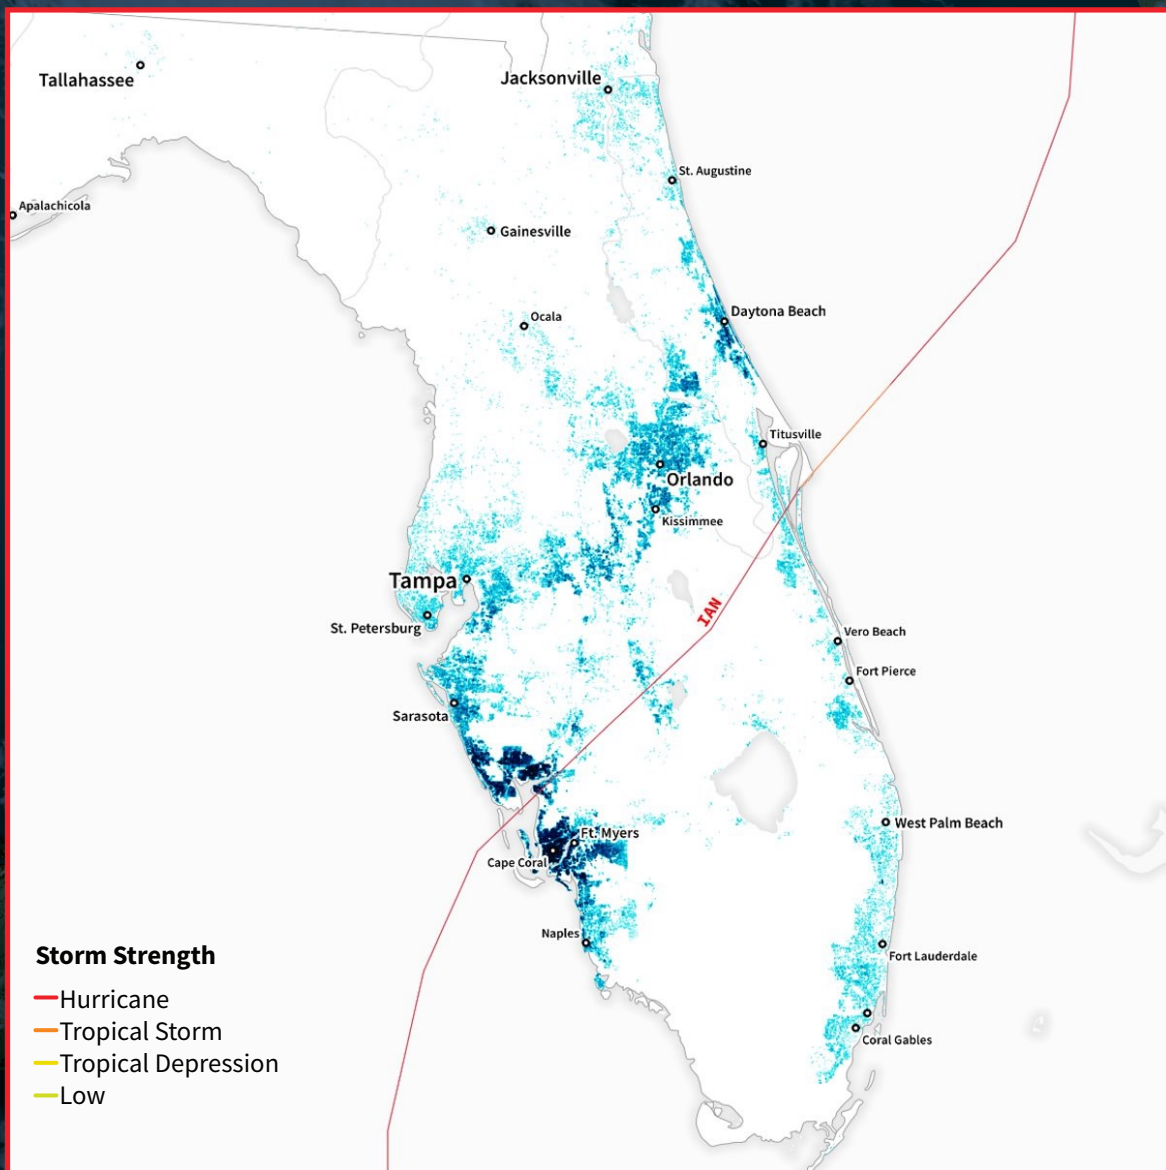 Jacksonville
Tallahassee
St. Augustine
Apalachicola
Gainesville
Daytona Beach
Ocala
Titusville
Orlando
Kissimmee
Tampa
IAN
St. Petersburg
Vero Beach
Fort Pierce
Sarasota
West Palm Beach
Ft. Myers
Cape Coral
Naples
Fort Lauderdale
Coral Gables
Storm Strength
Hurricane
Tropical Storm
Tropical Depression
Low